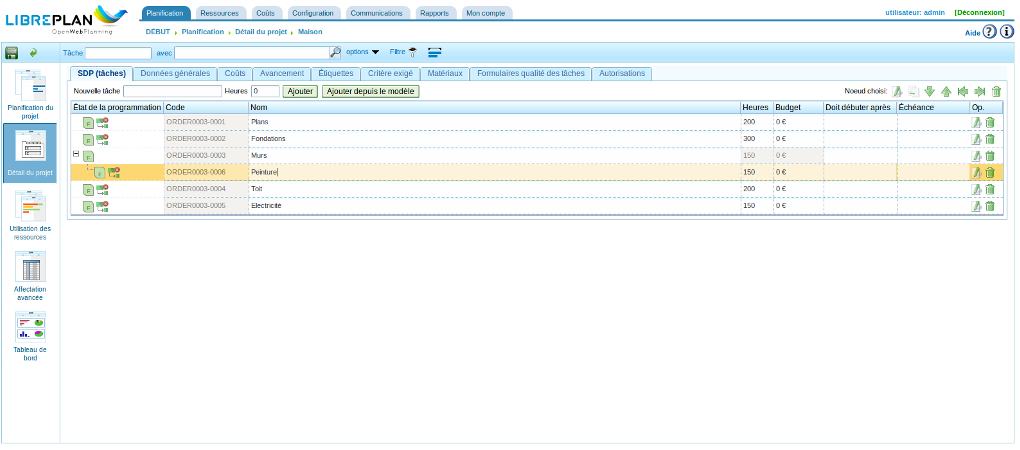 LIBREPLAN
OpenWebPlanning
Planification Ressources Coûts Configuration Communications Rapports Mon compte
utilisateur: admin [Déconnexion]
DÉBUT Planification Détail du projet Maison
Aide
Tâche avec options Filtre
Planification du projet
Détail du projet
Utilisation des ressources
Affectation avancée
Tableau de bord
SDP (tâches) Données générales Coûts Avancement Étiquettes Critère exigé Matériaux Formulaires qualité des tâches Autorisations
Nouvelle tâche Heures 0 Ajouter Ajouter depuis le modèle Noeud choisi:
État de la programmation Code Nom Heures Budget Doit débuter après Échéance Op.
F ORDER0003-0001 Plans 200 0 €
F ORDER0003-0002 Fondations 300 0 €
F ORDER0003-0003 Murs 150 0 €
F ORDER0003-0006 Peinture 150 0 €
F ORDER0003-0004 Toit 200 0 €
F ORDER0003-0005 Electricité 150 0 €